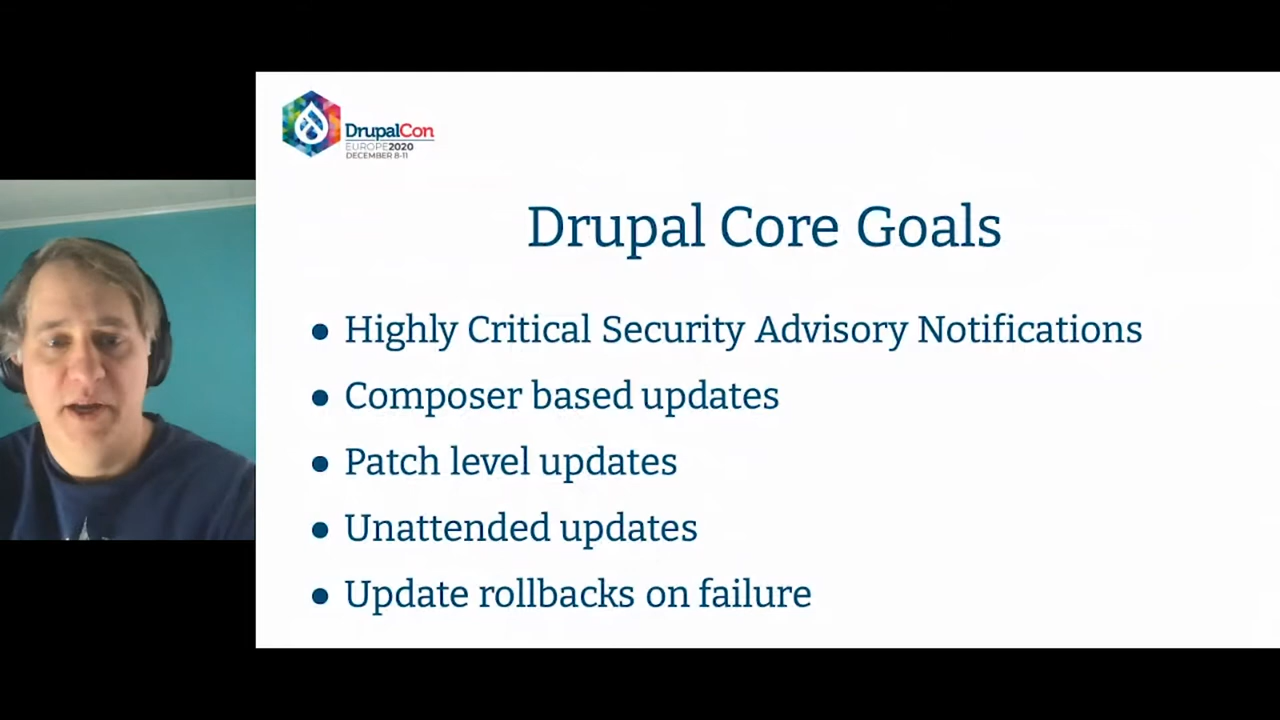 DrupalCon
EUROPE2020
DECEMBER 8-11
Drupal Core Goals
● Highly Critical Security Advisory Notifications
● Composer based updates
● Patch level updates
● Unattended updates
● Update rollbacks on failure